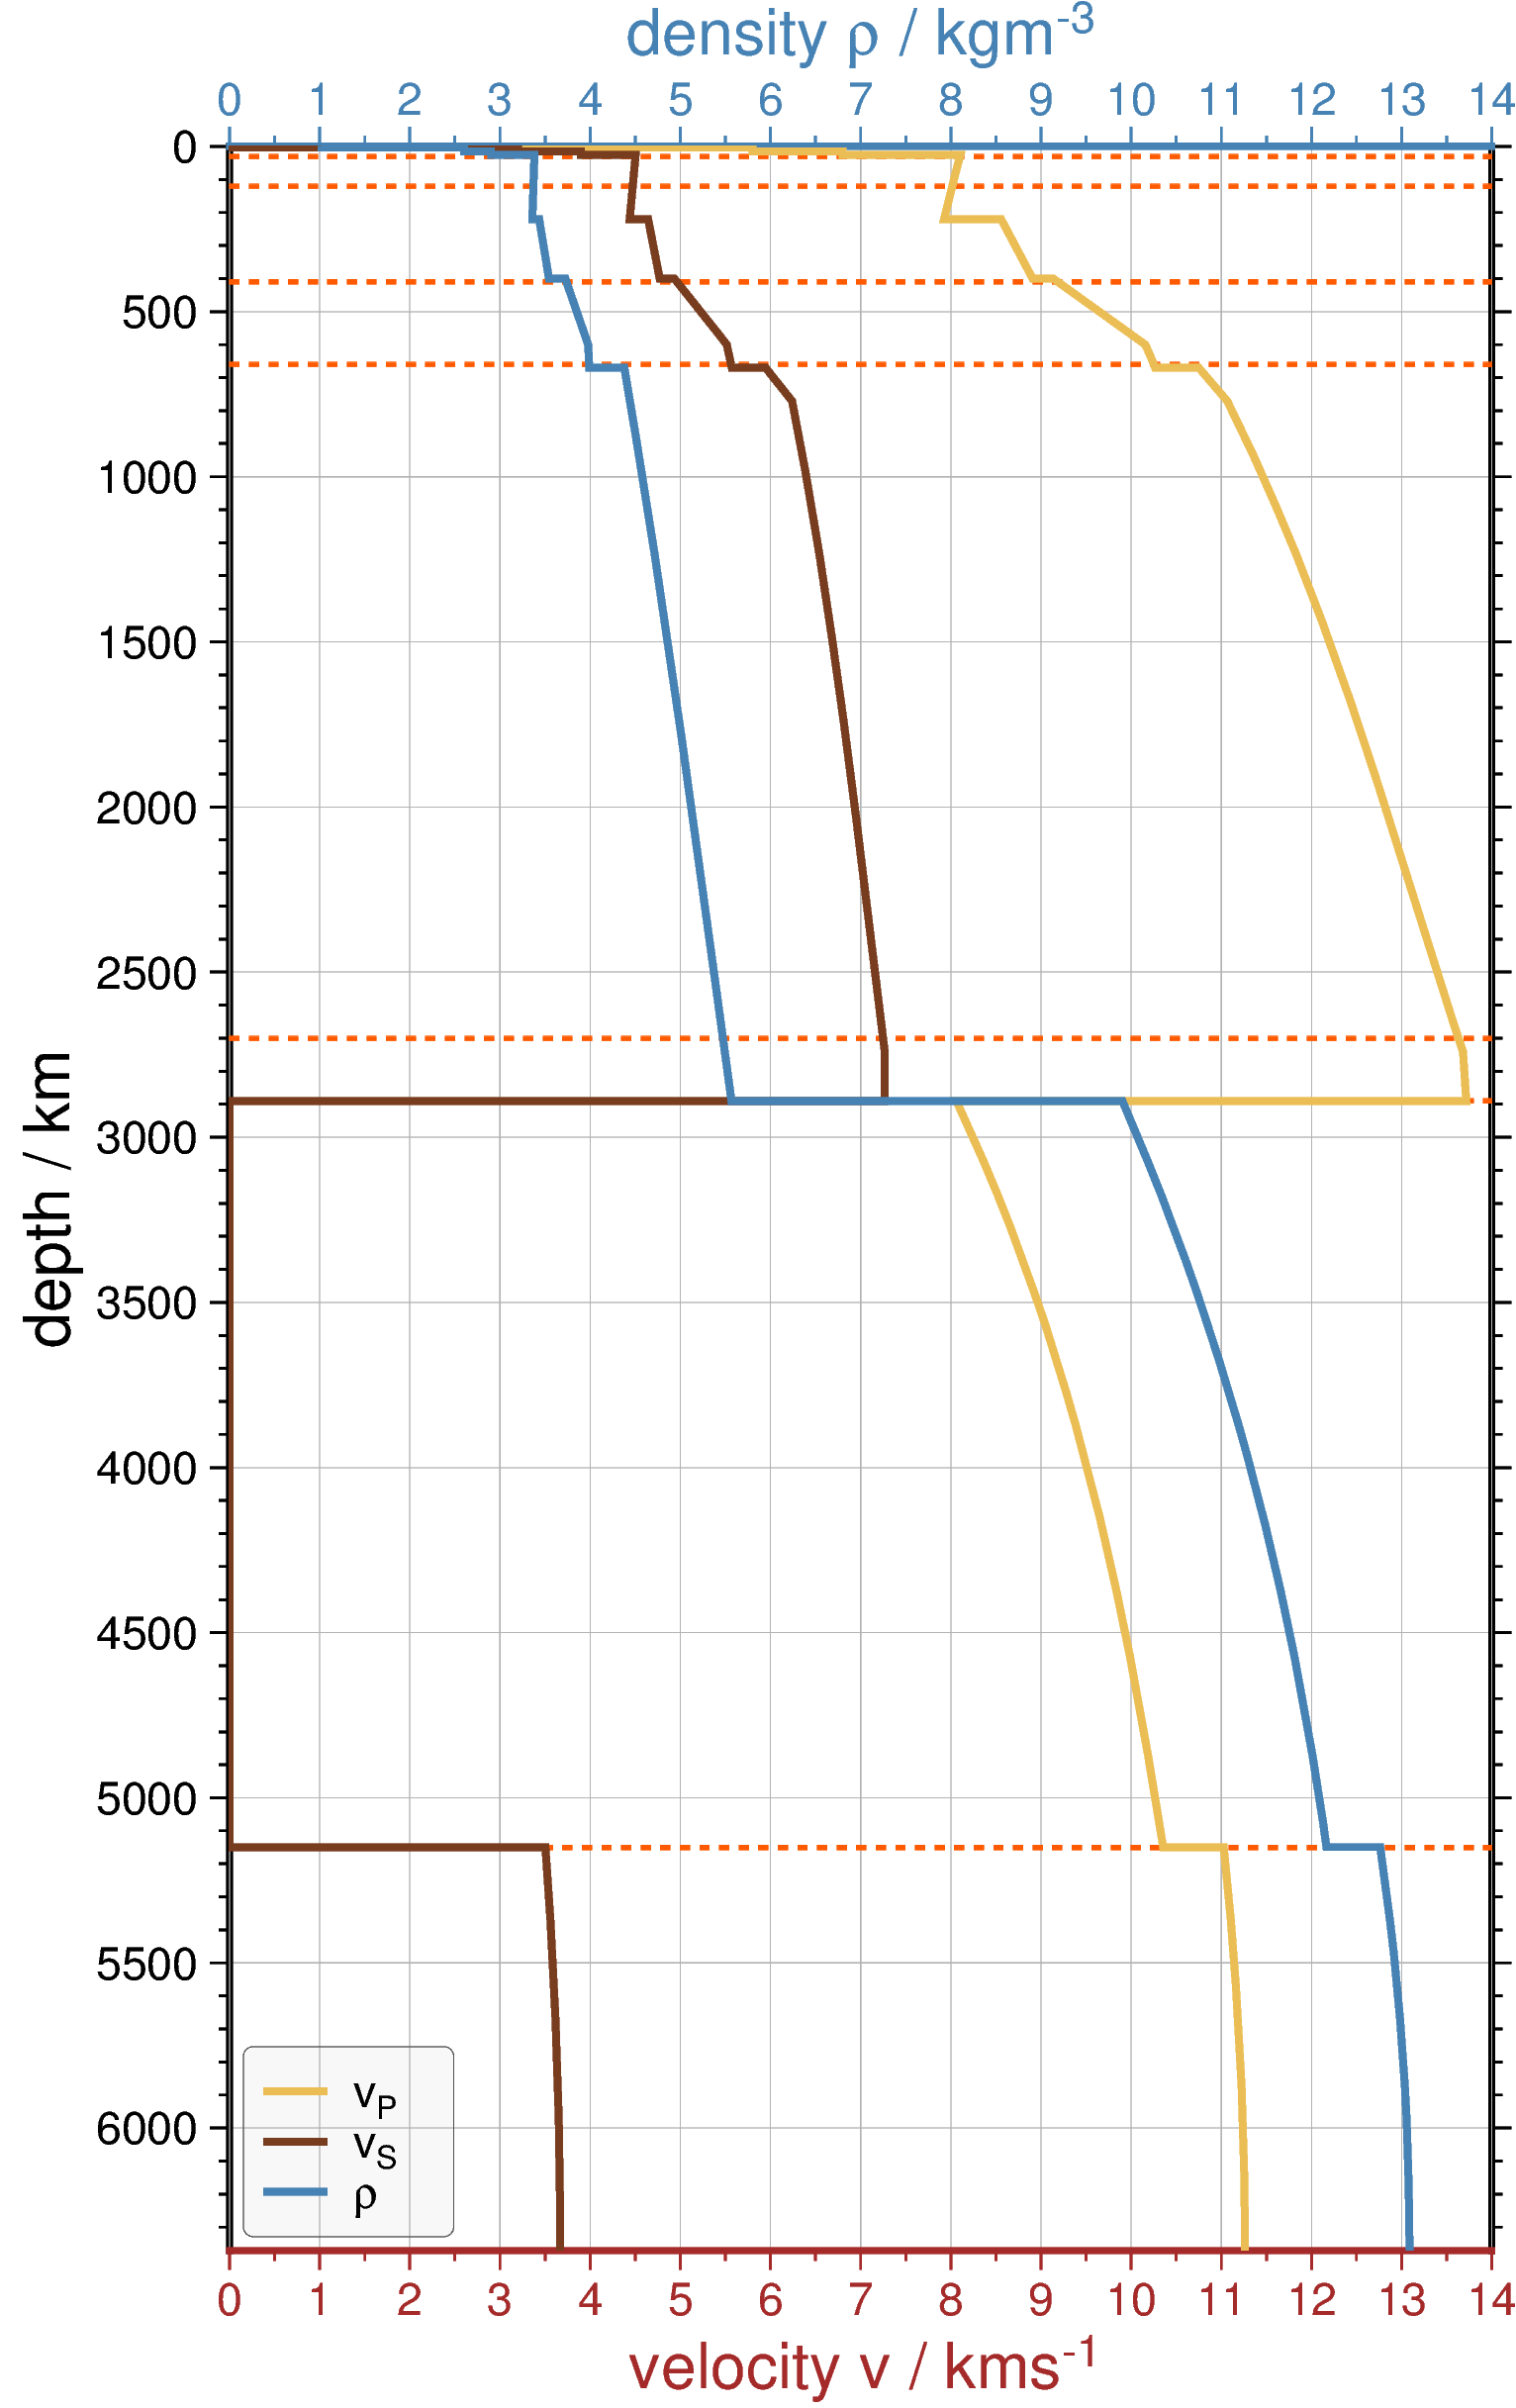 density ρ / kgm-3
0 1 2 3 4 5 6 7 8 9 10 11 12 13 14
0
500
1000
1500
2000
2500
3000
3500
4000
4500
5000
5500
6000
depth / km
vP
vS
ρ
0 1 2 3 4 5 6 7 8 9 10 11 12 13 14
velocity v / kms-1